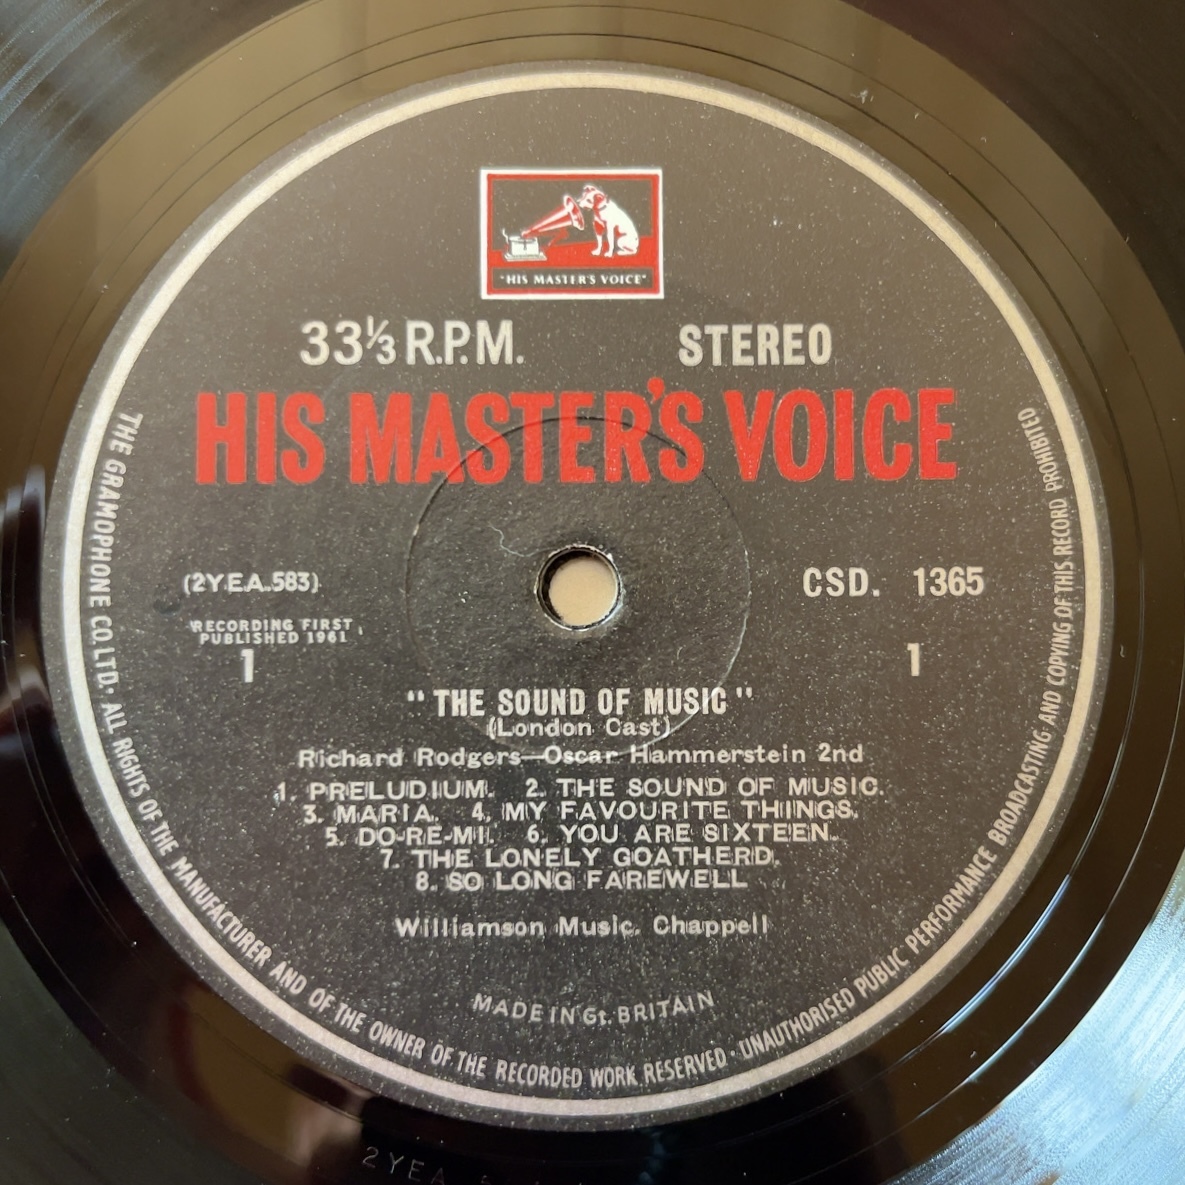 "HIS MASTER'S VOICE"
33⅓ R.P.M. STEREO
HIS MASTER'S VOICE
(2Y.E.A.583) CSD. 1365
RECORDING FIRST
PUBLISHED 1961
1 1
"THE SOUND OF MUSIC"
(London Cast)
Richard Rodgers—Oscar Hammerstein 2nd
1. PRELUDIUM. 2. THE SOUND OF MUSIC.
3. MARIA. 4. MY FAVOURITE THINGS.
5. DO-RE-MI. 6. YOU ARE SIXTEEN.
7. THE LONELY GOATHERD.
8. SO LONG FAREWELL
Williamson Music. Chappell
MADE IN Gt. BRITAIN
THE GRAMOPHONE CO. LTD. · ALL RIGHTS OF THE MANUFACTURER AND OF THE OWNER OF THE RECORDED WORK RESERVED · UNAUTHORISED PUBLIC PERFORMANCE BROADCASTING AND COPYING OF THIS RECORD PROHIBITED
2YEA